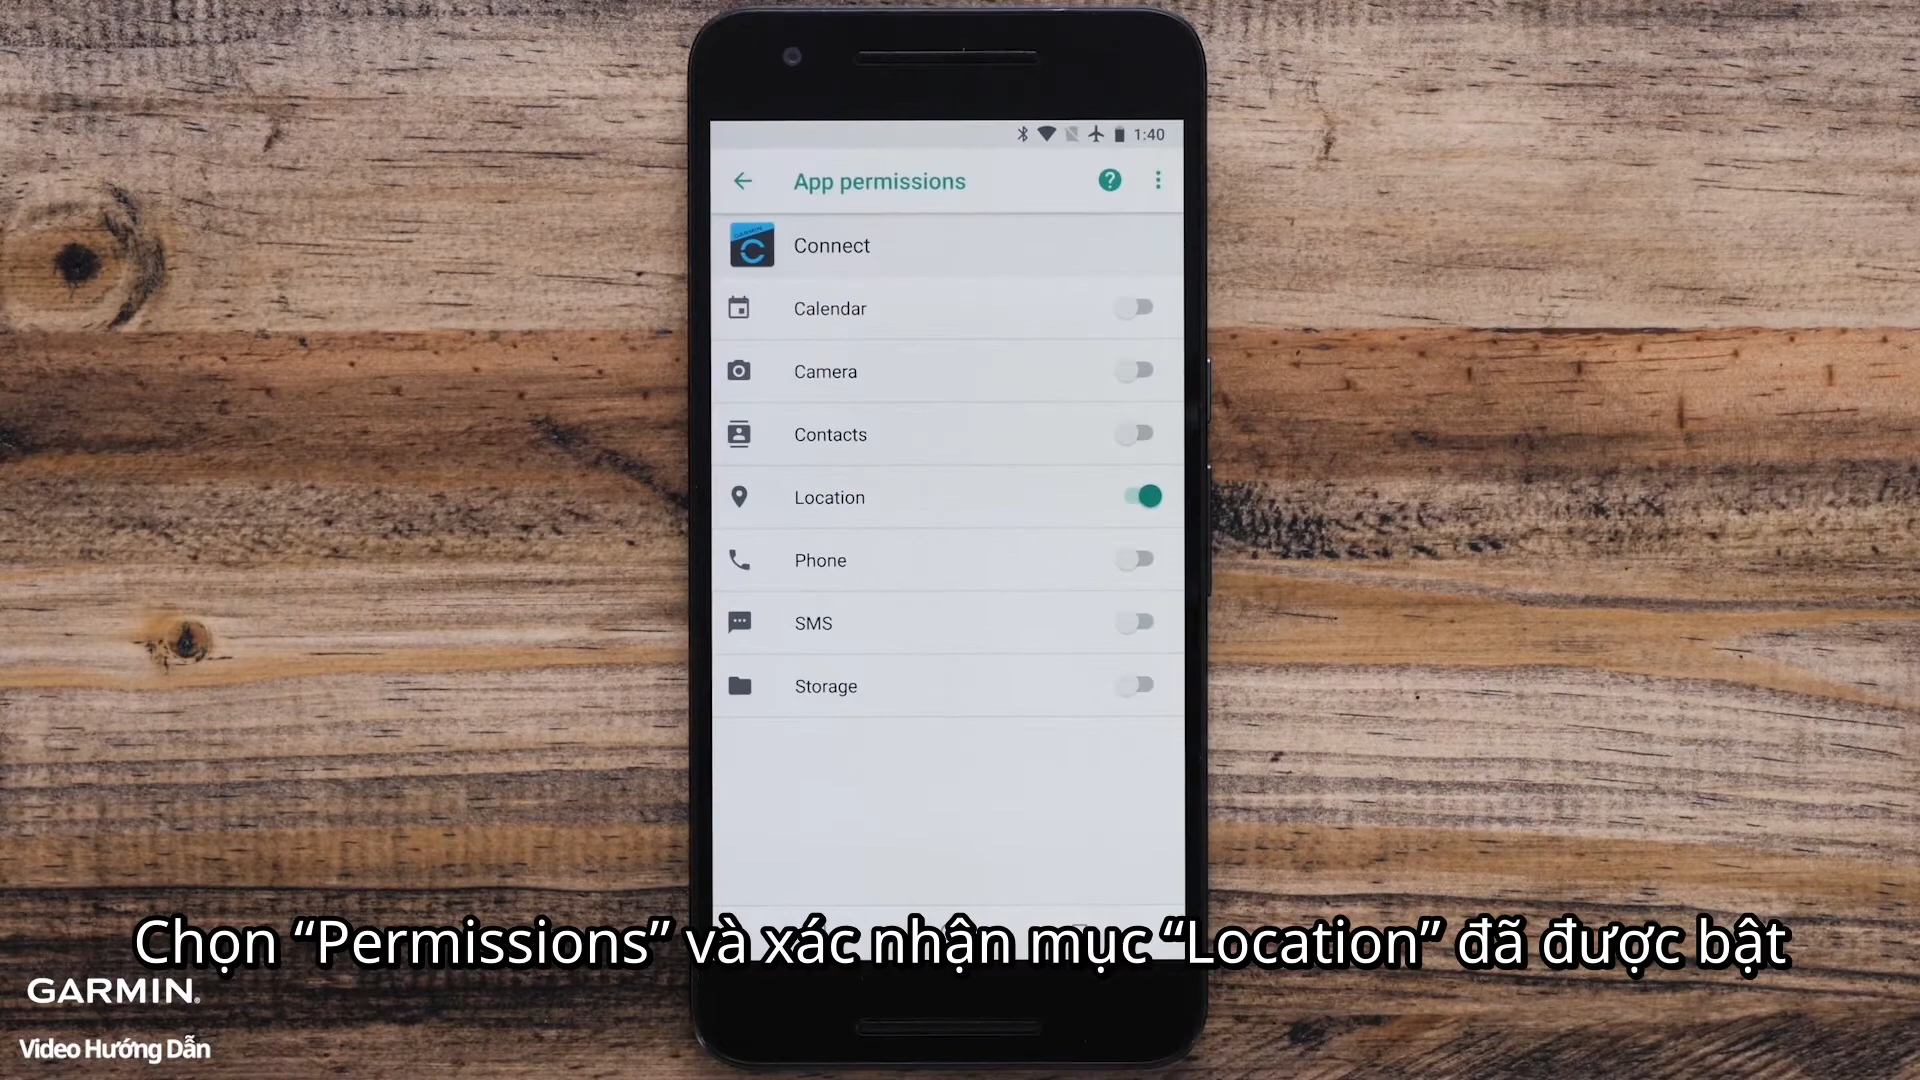 1:40
App permissions
GARMIN
Connect
Calendar
Camera
Contacts
Location
Phone
SMS
Storage
Chọn “Permissions” và xác nhận mục “Location” đã được bật
GARMIN.
Video Hướng Dẫn